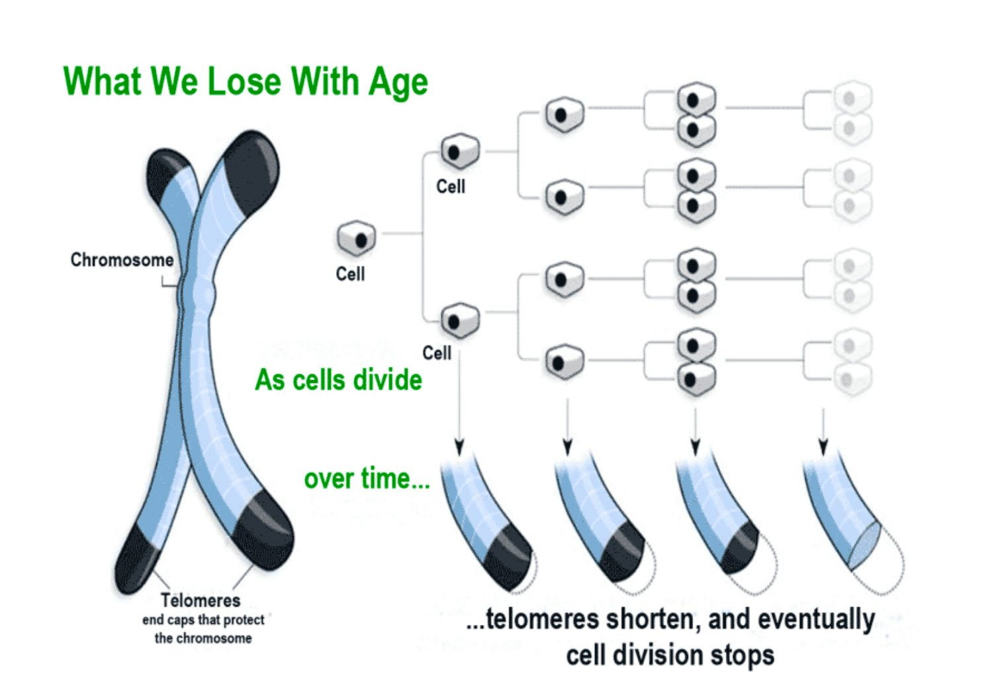 What We Lose With Age
Chromosome
Cell
Cell
Cell
As cells divide
over time...
Telomeres
end caps that protect
the chromosome
...telomeres shorten, and eventually
cell division stops